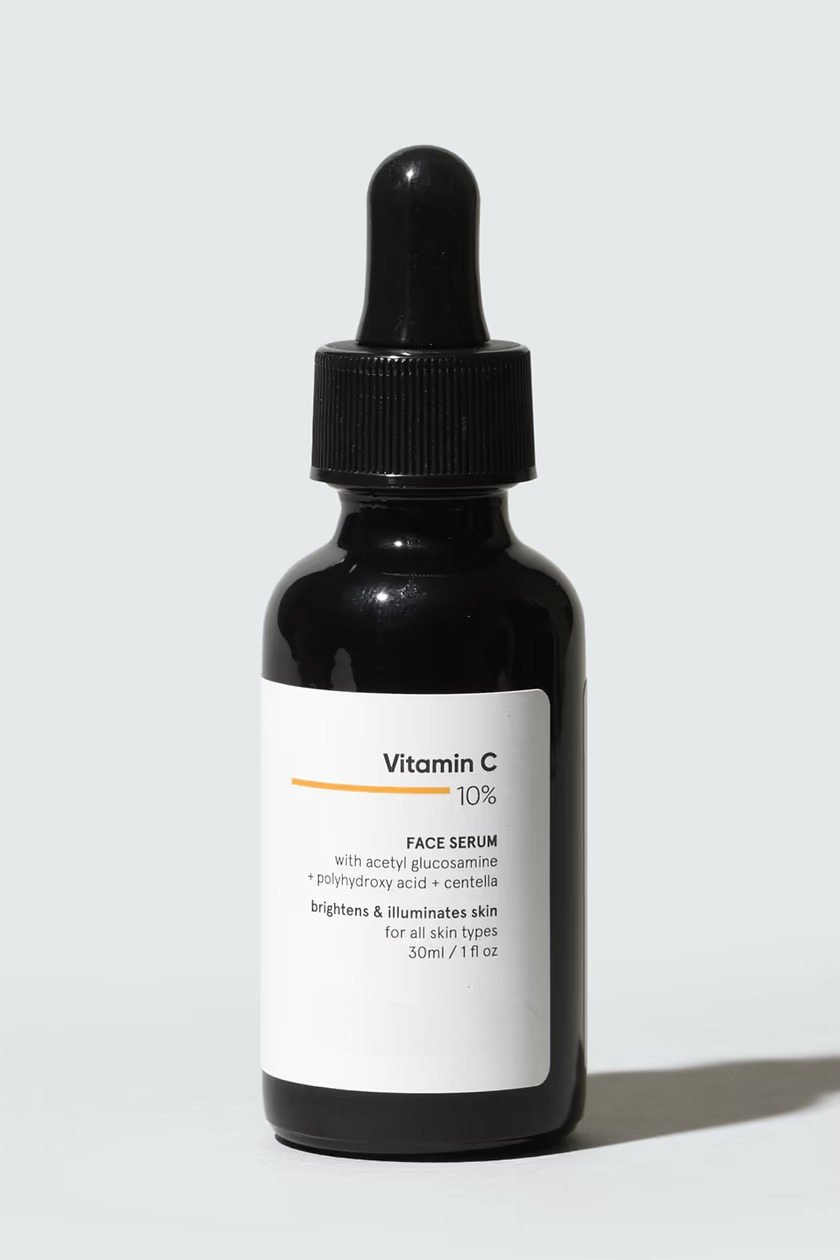 Vitamin C
10%
FACE SERUM
with acetyl glucosamine
+ polyhydroxy acid + centella
brightens & illuminates skin
for all skin types
30ml / 1 fl oz